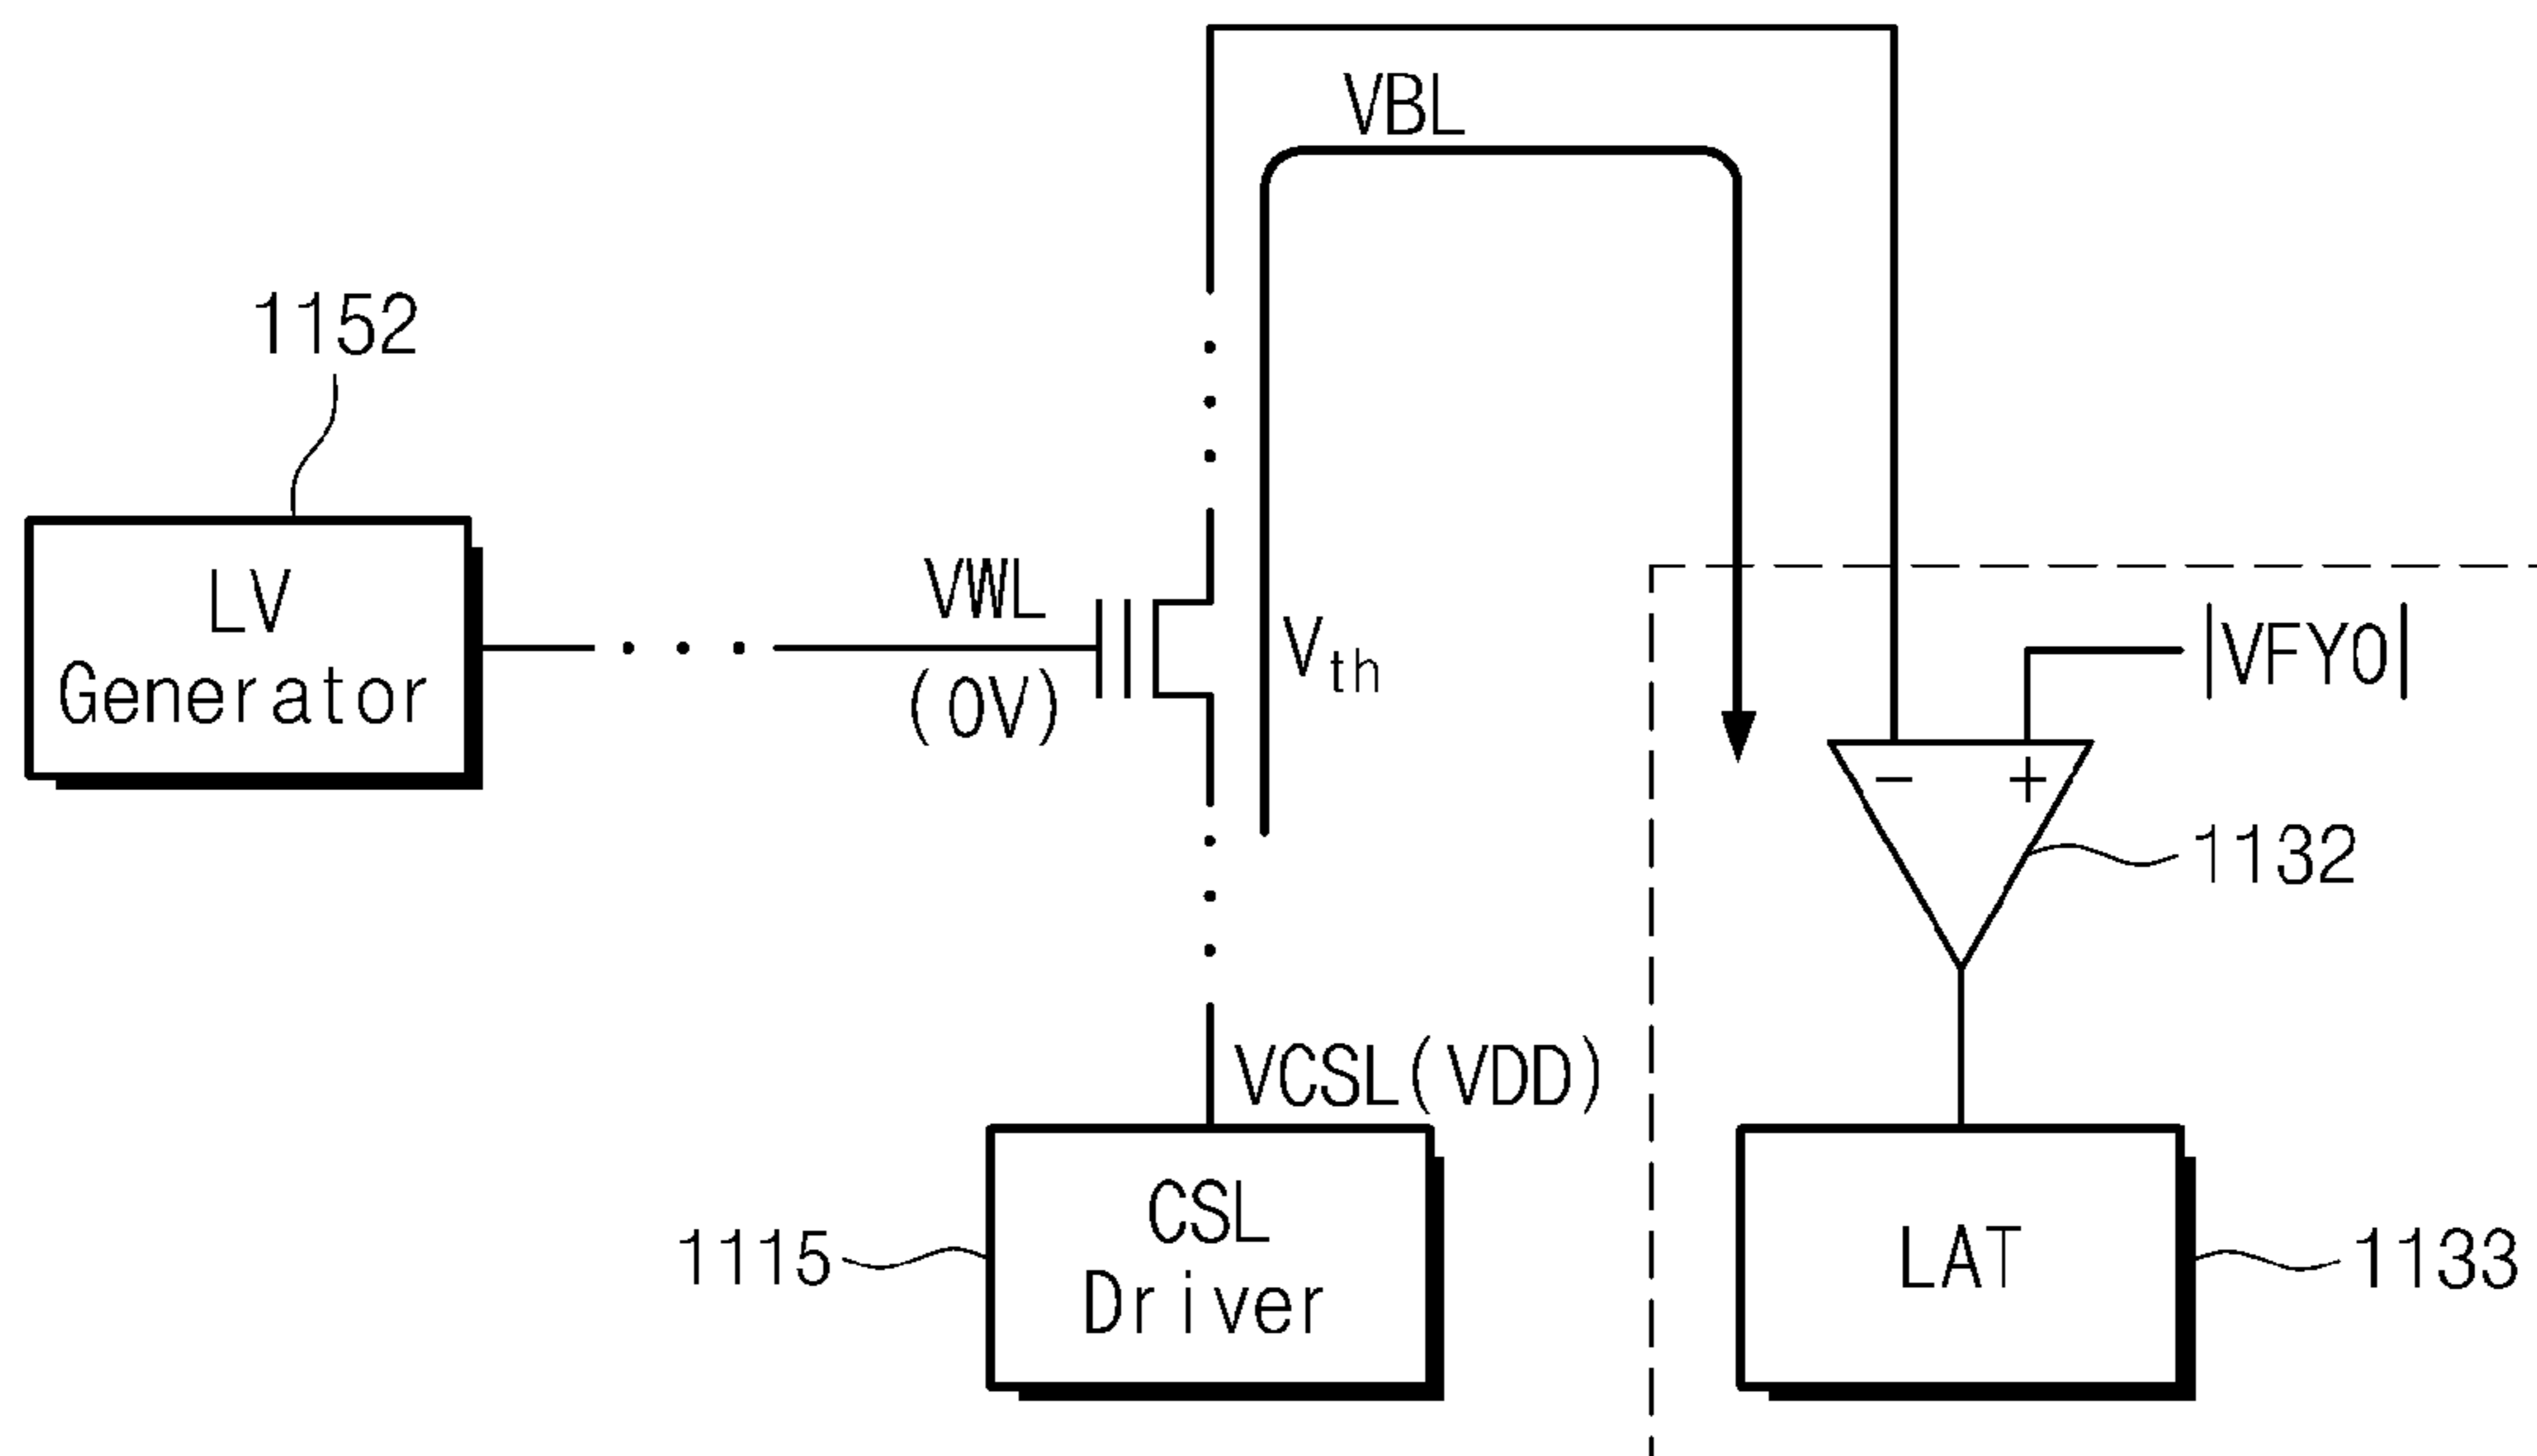 VBL
1152
LV
Generator
VWL
(0V)
Vth
|VFY0|
-
+
1132
VCSL(VDD)
1115
CSL
Driver
LAT
1133